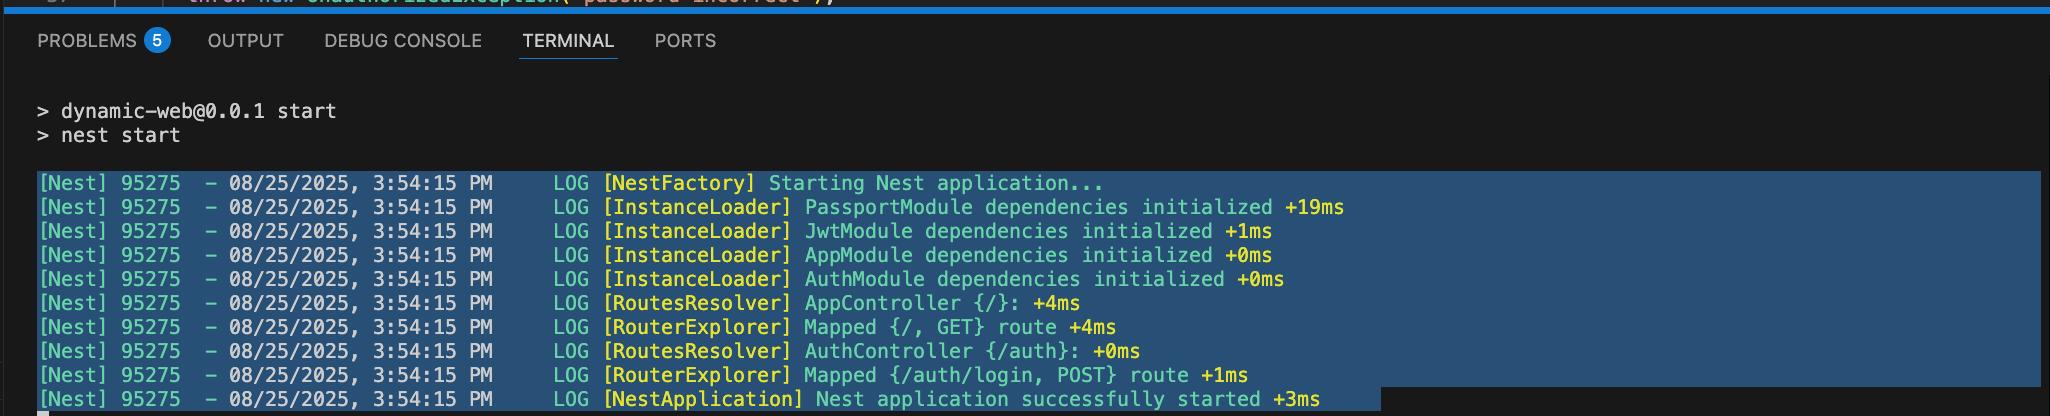 throw new UnauthorizedException('password incorrect');
PROBLEMS 5 OUTPUT DEBUG CONSOLE TERMINAL PORTS
> dynamic-web@0.0.1 start
> nest start
[Nest] 95275  - 08/25/2025, 3:54:15 PM     LOG [NestFactory] Starting Nest application...
[Nest] 95275  - 08/25/2025, 3:54:15 PM     LOG [InstanceLoader] PassportModule dependencies initialized +19ms
[Nest] 95275  - 08/25/2025, 3:54:15 PM     LOG [InstanceLoader] JwtModule dependencies initialized +1ms
[Nest] 95275  - 08/25/2025, 3:54:15 PM     LOG [InstanceLoader] AppModule dependencies initialized +0ms
[Nest] 95275  - 08/25/2025, 3:54:15 PM     LOG [InstanceLoader] AuthModule dependencies initialized +0ms
[Nest] 95275  - 08/25/2025, 3:54:15 PM     LOG [RoutesResolver] AppController {/}: +4ms
[Nest] 95275  - 08/25/2025, 3:54:15 PM     LOG [RouterExplorer] Mapped {/, GET} route +4ms
[Nest] 95275  - 08/25/2025, 3:54:15 PM     LOG [RoutesResolver] AuthController {/auth}: +0ms
[Nest] 95275  - 08/25/2025, 3:54:15 PM     LOG [RouterExplorer] Mapped {/auth/login, POST} route +1ms
[Nest] 95275  - 08/25/2025, 3:54:15 PM     LOG [NestApplication] Nest application successfully started +3ms